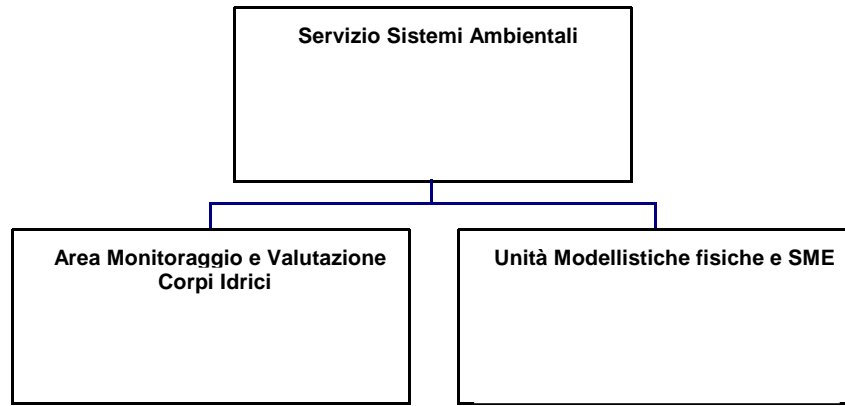 Servizio Sistemi Ambientali
Area Monitoraggio e Valutazione
Corpi Idrici
Unità Modellistiche fisiche e SME